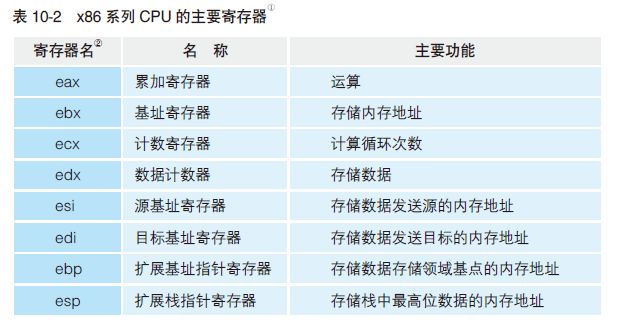 表 10-2 x86 系列 CPU 的主要寄存器①
寄存器名② 名 称 主要功能
eax 累加寄存器 运算
ebx 基址寄存器 存储内存地址
ecx 计数寄存器 计算循环次数
edx 数据计数器 存储数据
esi 源基址寄存器 存储数据发送源的内存地址
edi 目标基址寄存器 存储数据发送目标的内存地址
ebp 扩展基址指针寄存器 存储数据存储领域基点的内存地址
esp 扩展栈指针寄存器 存储栈中最高位数据的内存地址